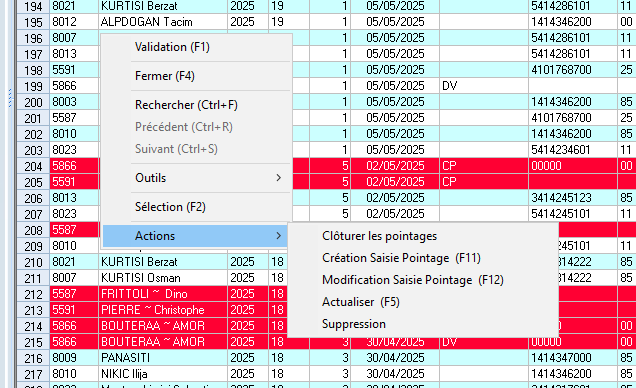 194 8021 KURTISI Berzat 2025 19 1 05/05/2025 5414286101 11
195 8012 ALPDOGAN Tacim 2025 19 1 05/05/2025 1414346200 00
196 8007 1 05/05/2025 5414286101 11
197 8013 1 05/05/2025 5414286101 11
198 5591 1 05/05/2025 4101768700 25
199 5866 1 05/05/2025 DV
200 8003 1 05/05/2025 1414346200 85
201 5587 1 05/05/2025 4101768700 25
202 8010 1 05/05/2025 1414346200 85
203 8023 1 05/05/2025 5414234601 11
204 5866 5 02/05/2025 CP 00000 00
205 5591 5 02/05/2025 CP
206 8013 5 02/05/2025 3414245123 85
207 8023 5 02/05/2025 5414245101 11
208 5587
209 8010 245101 11
210 8021 KURTISI Berzat 2025 18 314222 85
211 8007 KURTISI Osman 2025 18 314222 85
212 5587 FRITTOLI ~ Dino 2025 18
213 5591 PIERRE ~ Christophe 2025 18
214 5866 BOUTERAA ~ AMOR 2025 18 00
215 5866 BOUTERAA ~ AMOR 2025 18 3 30/04/2025 DV 00000 00
216 8009 PANASITI 2025 18 3 30/04/2025 1414347000 85
217 8010 NIKIC Ilija 2025 18 3 30/04/2025 1414346200 85
Validation (F1)
Fermer (F4)
Rechercher (Ctrl+F)
Précédent (Ctrl+R)
Suivant (Ctrl+S)
Outils
Sélection (F2)
Actions
Clôturer les pointages
Création Saisie Pointage (F11)
Modification Saisie Pointage (F12)
Actualiser (F5)
Suppression